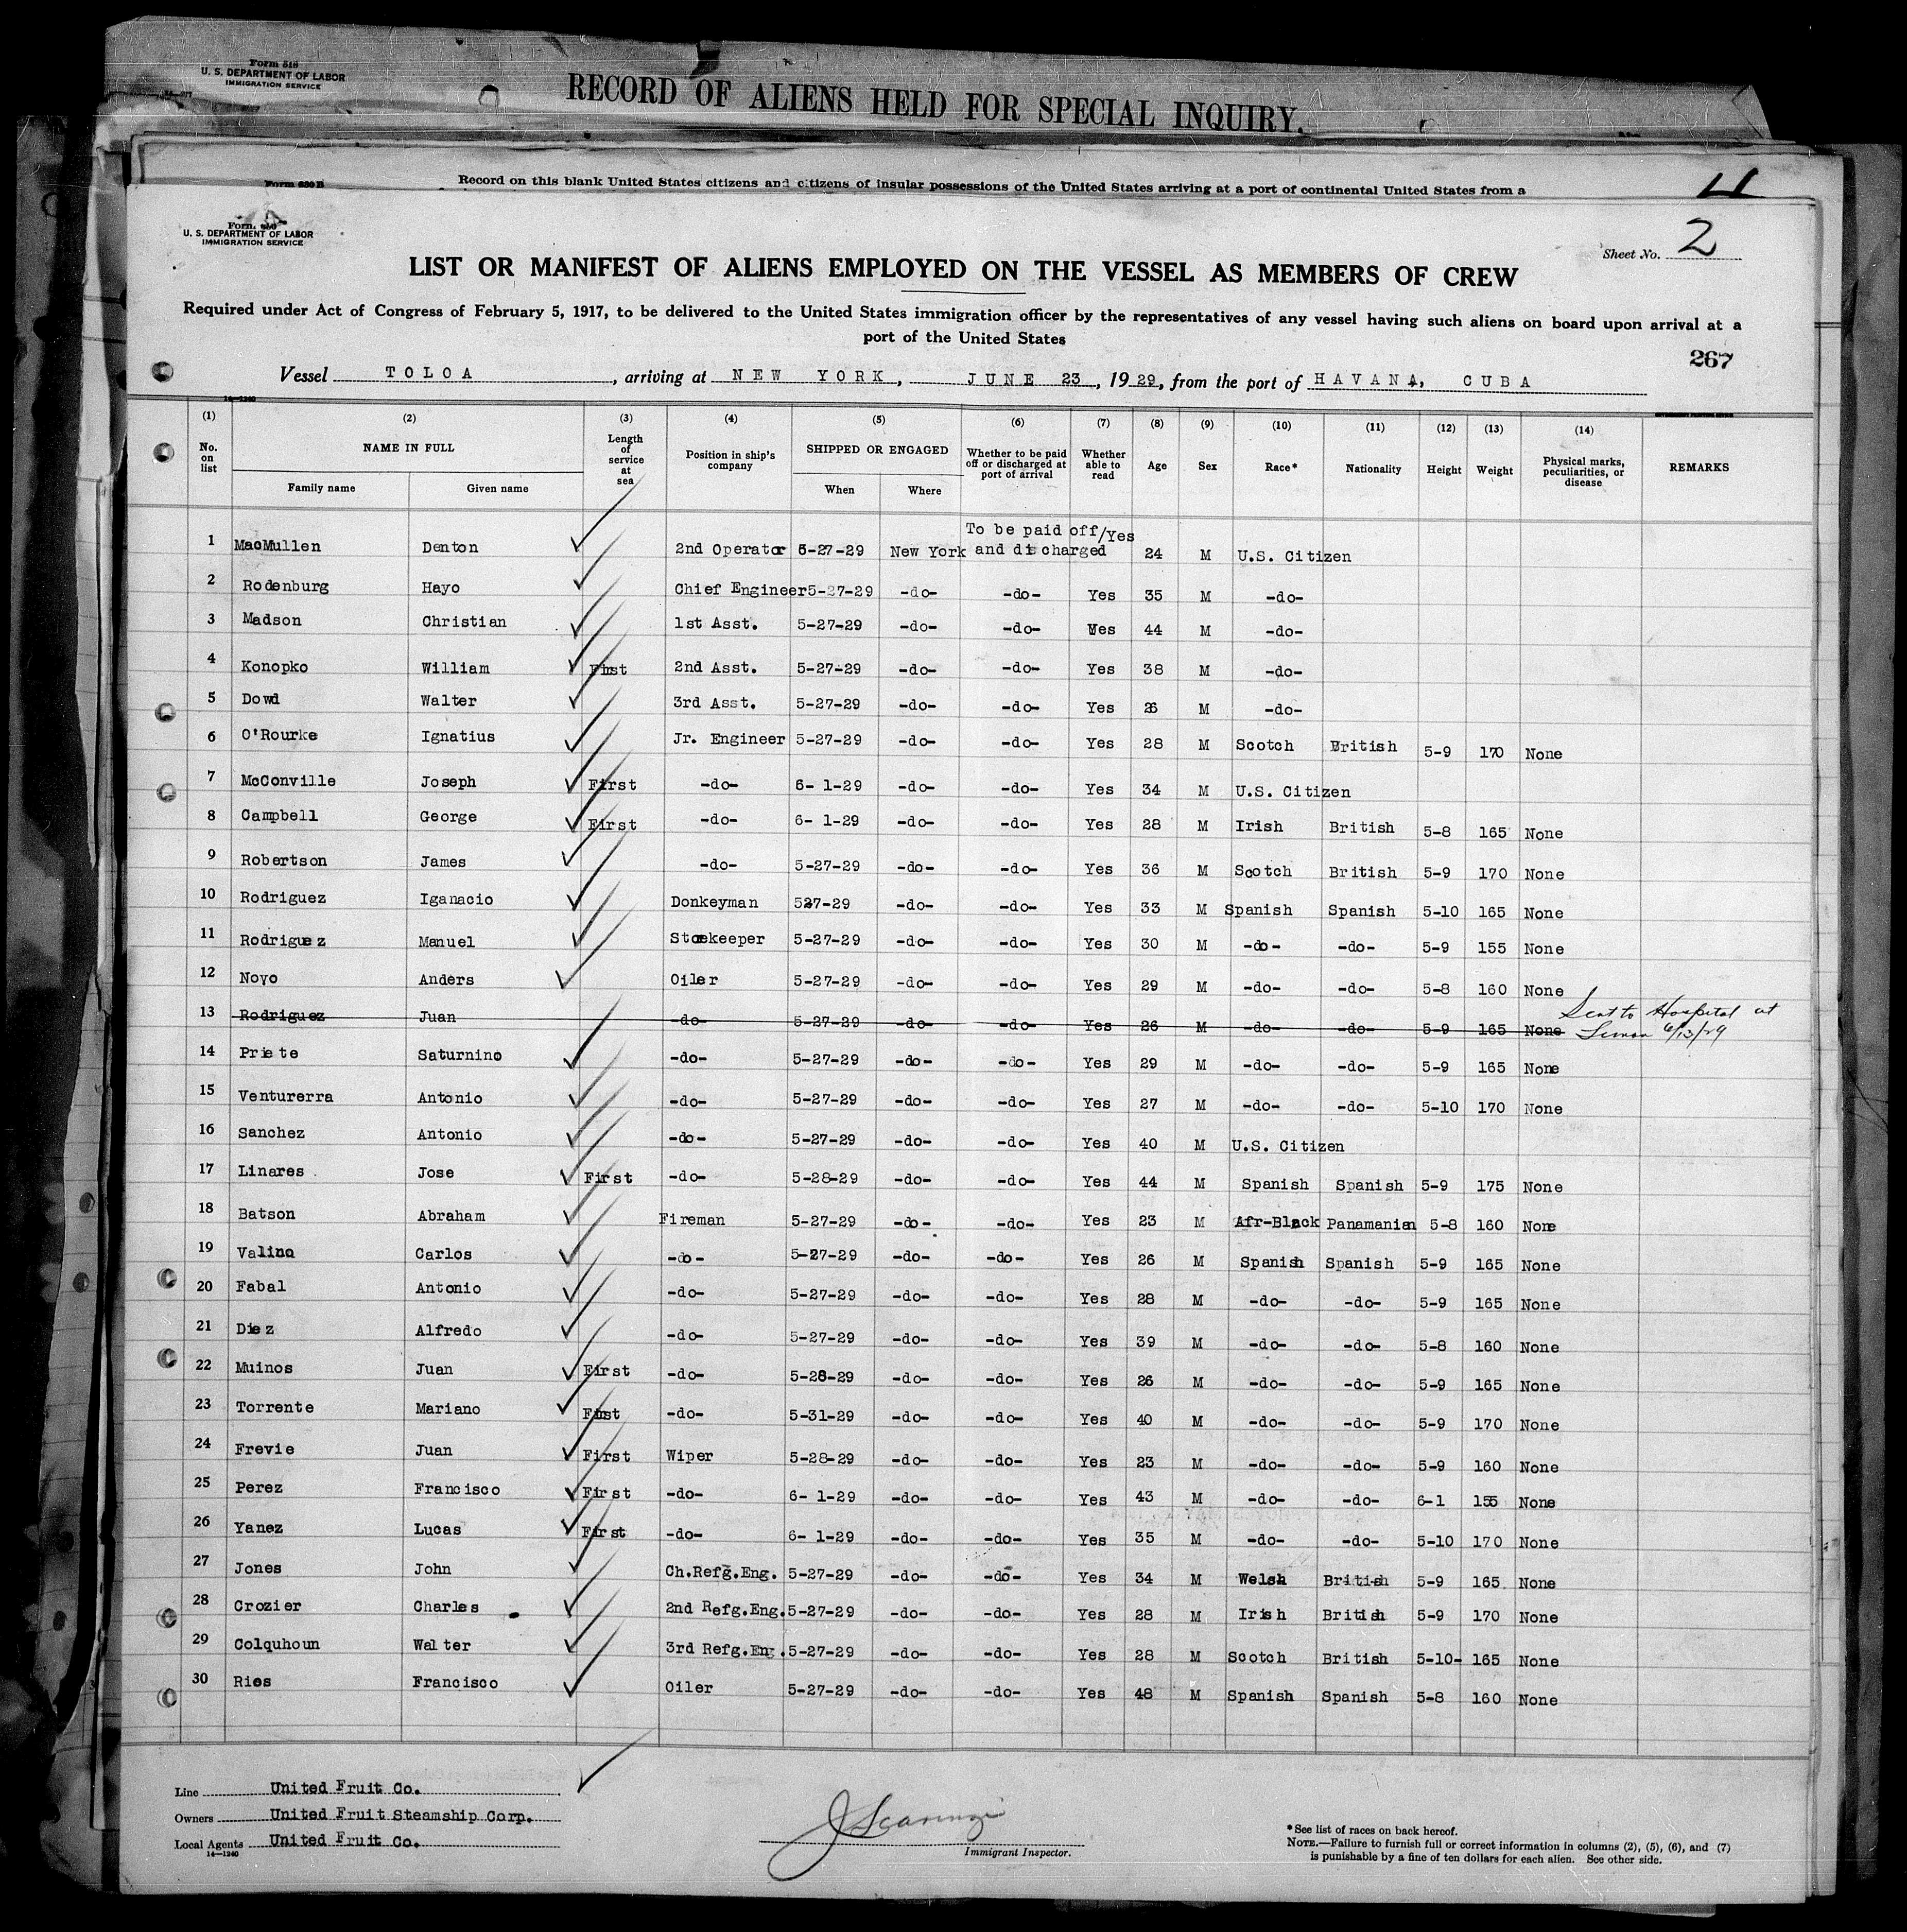 Form 518
U. S. DEPARTMENT OF LABOR
IMMIGRATION SERVICE
RECORD OF ALIENS HELD FOR SPECIAL INQUIRY.
Form 630 B
Record on this blank United States citizens and citizens of insular possessions of the United States arriving at a port of continental United States from a
U. S. DEPARTMENT OF LABOR
IMMIGRATION SERVICE
Sheet No. 2
LIST OR MANIFEST OF ALIENS EMPLOYED ON THE VESSEL AS MEMBERS OF CREW
Required under Act of Congress of February 5, 1917, to be delivered to the United States immigration officer by the representatives of any vessel having such aliens on board upon arrival at a
port of the United States
267
Vessel TOLOA, arriving at NEW YORK, JUNE 23, 1929, from the port of HAVANA, CUBA
14—1240
(1) (2) (3) (4) (5) (6) (7) (8) (9) (10) (11) (12) (13) (14)
No. on list NAME IN FULL Family name Given name Length of service at sea Position in ship's company SHIPPED OR ENGAGED When Where Whether to be paid off or discharged at port of arrival Whether able to read Age Sex Race* Nationality Height Weight Physical marks, peculiarities, or disease REMARKS
1 MacMullen Denton 2nd Operator 5-27-29 New York To be paid off and discharged /Yes 24 M U.S. Citizen
2 Rodenburg Hayo Chief Engineer 5-27-29 -do- -do- Yes 35 M -do-
3 Madson Christian 1st Asst. 5-27-29 -do- -do- Yes 44 M -do-
4 Konopko William First 2nd Asst. 5-27-29 -do- -do- Yes 38 M -do-
5 Dowd Walter 3rd Asst. 5-27-29 -do- -do- Yes 26 M -do-
6 O'Rourke Ignatius Jr. Engineer 5-27-29 -do- -do- Yes 28 M Scotch British 5-9 170 None
7 McConville Joseph First -do- 6- 1-29 -do- -do- Yes 34 M U.S. Citizen
8 Campbell George First -do- 6- 1-29 -do- -do- Yes 28 M Irish British 5-8 165 None
9 Robertson James -do- 5-27-29 -do- -do- Yes 36 M Scotch British 5-9 170 None
10 Rodriguez Iganacio Donkeyman 527-29 -do- -do- Yes 33 M Spanish Spanish 5-10 165 None
11 Rodriguez Manuel Storekeeper 5-27-29 -do- -do- Yes 30 M -do- -do- 5-9 155 None
12 Novo Anders Oiler 5-27-29 -do- -do- Yes 29 M -do- -do- 5-8 160 None
13 Rodriguez Juan -do- 5-27-29 -do- -do- Yes 26 M -do- -do- 5-9 165 None Sent to Hospital at Limon 6/13/29
14 Priete Saturnino -do- 5-27-29 -do- -do- Yes 29 M -do- -do- 5-9 165 None
15 Venturerra Antonio -do- 5-27-29 -do- -do- Yes 27 M -do- -do- 5-10 170 None
16 Sanchez Antonio -do- 5-27-29 -do- -do- Yes 40 M U.S. Citizen
17 Linares Jose First -do- 5-28-29 -do- -do- Yes 44 M Spanish Spanish 5-9 175 None
18 Batson Abraham Fireman 5-27-29 -do- -do- Yes 23 M Afr-Black Panamanian 5-8 160 None
19 Valino Carlos -do- 5-27-29 -do- -do- Yes 26 M Spanish Spanish 5-9 165 None
20 Fabal Antonio -do- 5-27-29 -do- -do- Yes 28 M -do- -do- 5-9 165 None
21 Diez Alfredo -do- 5-27-29 -do- -do- Yes 39 M -do- -do- 5-8 160 None
22 Muinos Juan First -do- 5-28-29 -do- -do- Yes 26 M -do- -do- 5-9 165 None
23 Torrente Mariano First -do- 5-31-29 -do- -do- Yes 40 M -do- -do- 5-9 170 None
24 Frevie Juan First Wiper 5-28-29 -do- -do- Yes 23 M -do- -do- 5-9 160 None
25 Perez Francisco First -do- 6- 1-29 -do- -do- Yes 43 M -do- -do- 6-1 155 None
26 Yanez Lucas First -do- 6- 1-29 -do- -do- Yes 35 M -do- -do- 5-10 170 None
27 Jones John Ch.Refg.Eng. 5-27-29 -do- -do- Yes 34 M Welsh British 5-9 165 None
28 Crozier Charles 2nd Refg.Eng. 5-27-29 -do- -do- Yes 28 M Irish British 5-9 170 None
29 Colquhoun Walter 3rd Refg.Eng. 5-27-29 -do- -do- Yes 28 M Scotch British 5-10- 165 None
30 Rios Francisco Oiler 5-27-29 -do- -do- Yes 48 M Spanish Spanish 5-8 160 None
Line United Fruit Co.
Owners United Fruit Steamship Corp.
Local Agents United Fruit Co.
14—1240
Immigrant Inspector.
*See list of races on back hereof.
NOTE.—Failure to furnish full or correct information in columns (2), (5), (6), and (7)
is punishable by a fine of ten dollars for each alien. See other side.